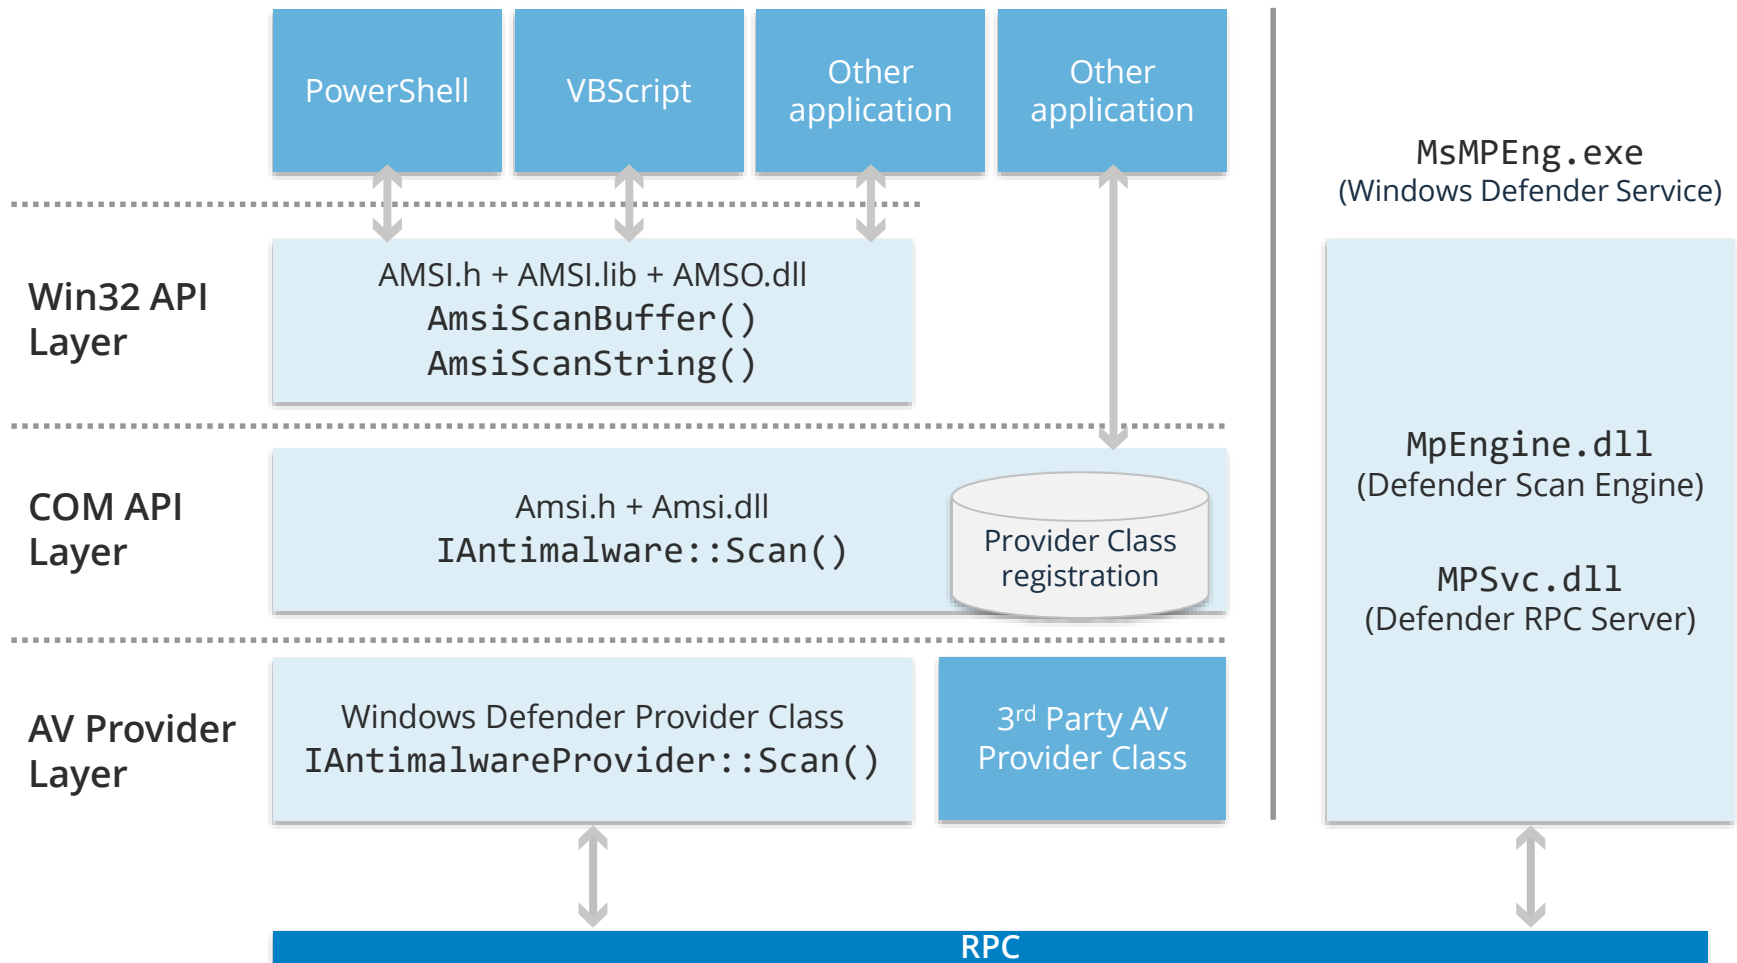 PowerShell
VBScript
Other
application
Other
application
MsMPEng.exe
(Windows Defender Service)
Win32 API
Layer
AMSI.h + AMSI.lib + AMSO.dll
AmsiScanBuffer()
AmsiScanString()
COM API
Layer
Amsi.h + Amsi.dll
IAntimalware::Scan()
Provider Class
registration
MpEngine.dll
(Defender Scan Engine)
MPSvc.dll
(Defender RPC Server)
AV Provider
Layer
Windows Defender Provider Class
IAntimalwareProvider::Scan()
3rd Party AV
Provider Class
RPC